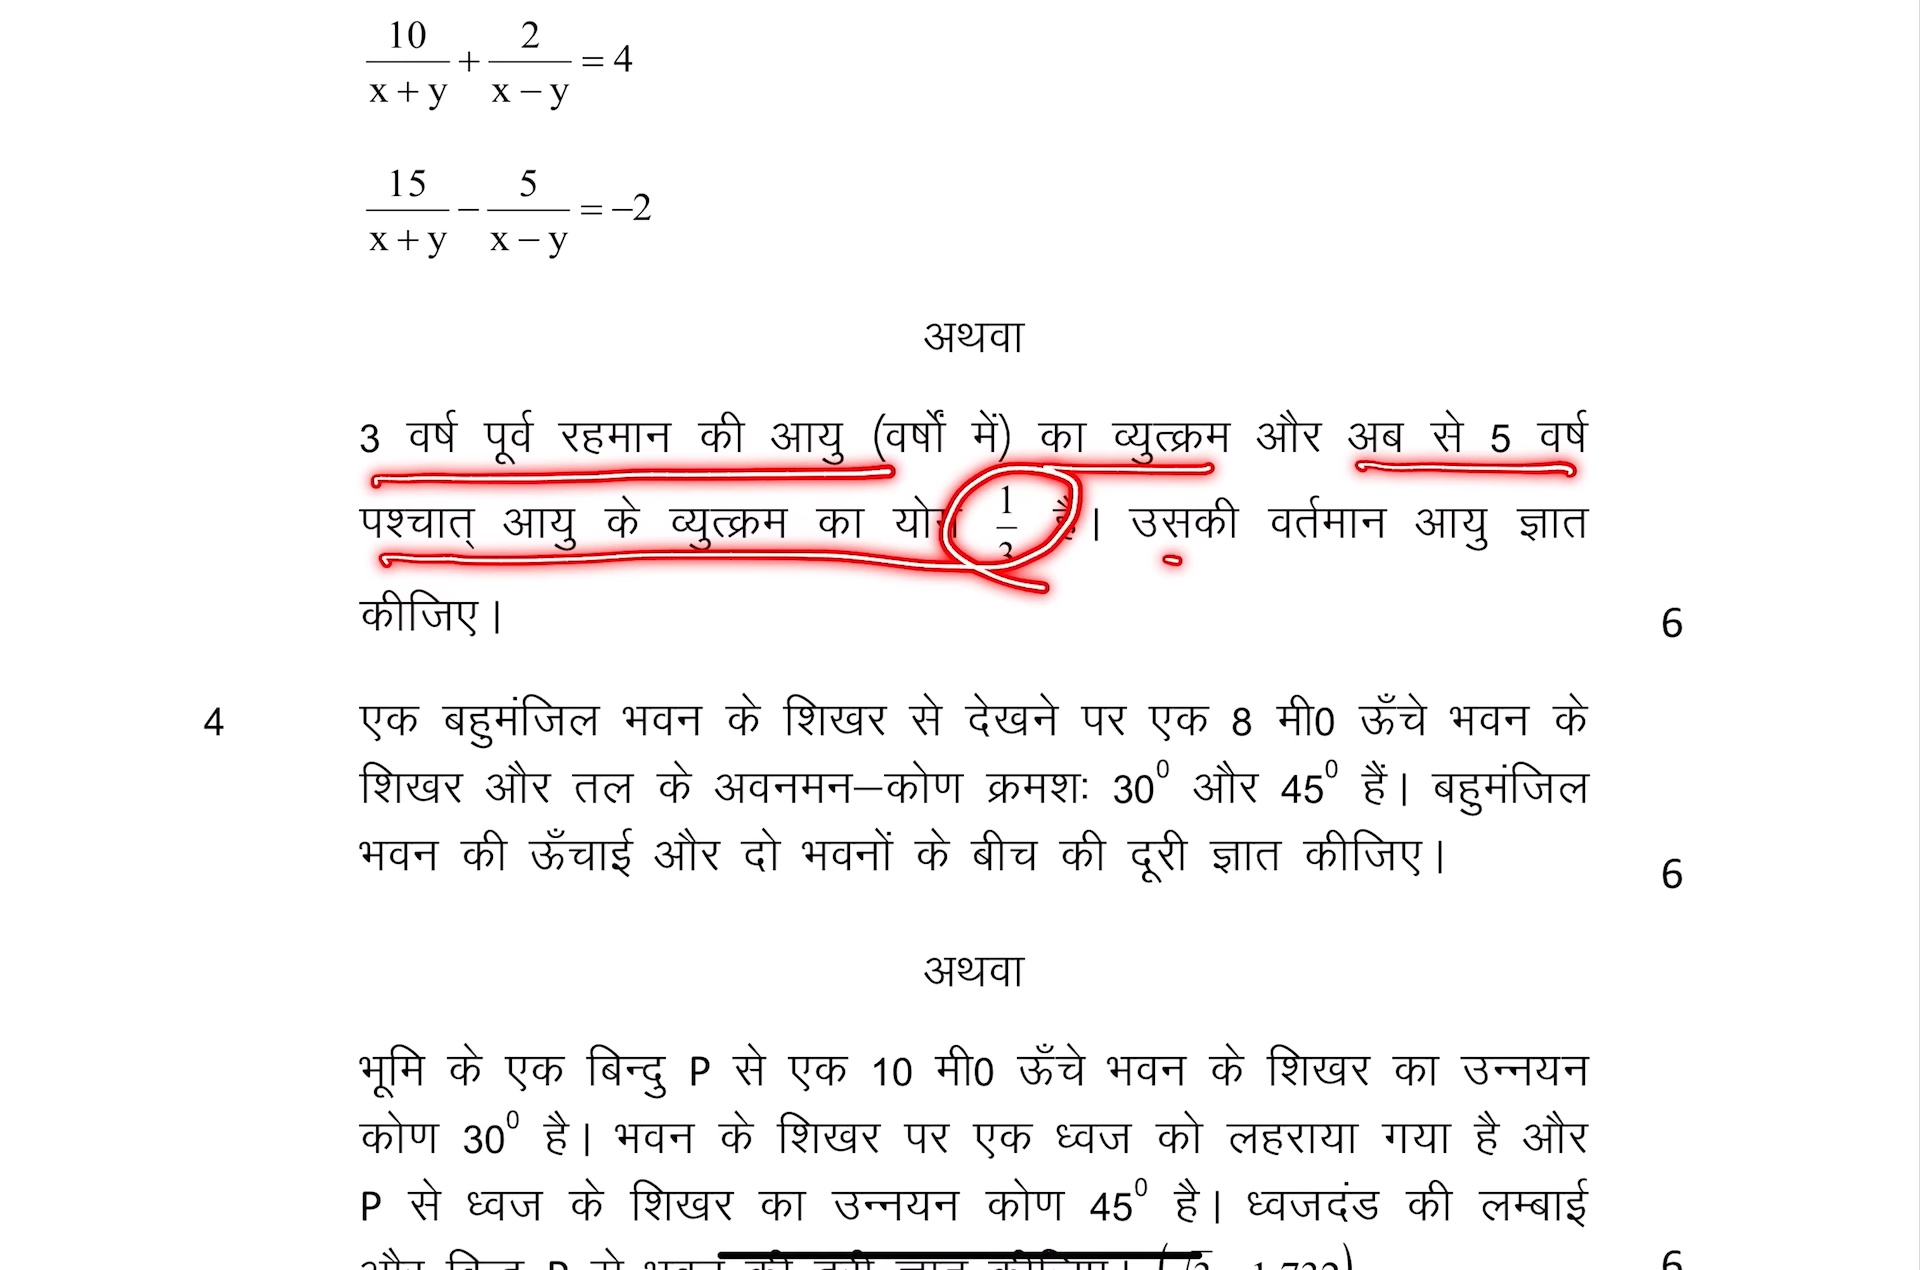 10/(x+y) + 2/(x−y) = 4
15/(x+y) − 5/(x−y) = −2
अथवा
3 वर्ष पूर्व रहमान की आयु (वर्षों में) का व्युत्क्रम और अब से 5 वर्ष
पश्चात् आयु के व्युत्क्रम का योग 1/3 है। उसकी वर्तमान आयु ज्ञात
कीजिए। 6
4 एक बहुमंजिल भवन के शिखर से देखने पर एक 8 मी0 ऊँचे भवन के
शिखर और तल के अवनमन–कोण क्रमशः 30⁰ और 45⁰ हैं। बहुमंजिल
भवन की ऊँचाई और दो भवनों के बीच की दूरी ज्ञात कीजिए। 6
अथवा
भूमि के एक बिन्दु P से एक 10 मी0 ऊँचे भवन के शिखर का उन्नयन
कोण 30⁰ है। भवन के शिखर पर एक ध्वज को लहराया गया है और
P से ध्वज के शिखर का उन्नयन कोण 45⁰ है। ध्वजदंड की लम्बाई